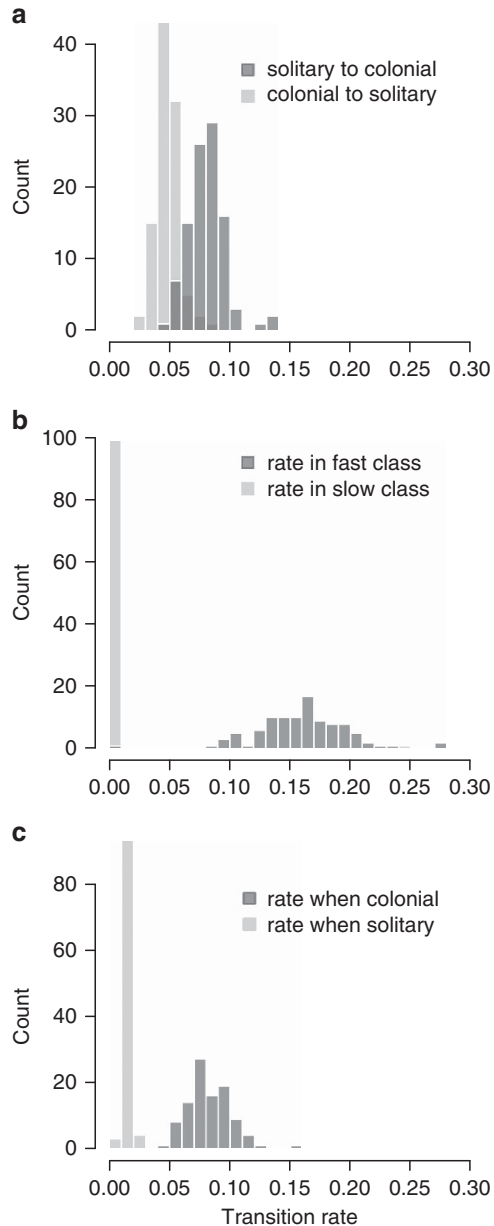 a
40
30
20
10
0
Count
solitary to colonial
colonial to solitary
0.00 0.05 0.10 0.15 0.20 0.25 0.30
b
100
80
60
40
20
0
Count
rate in fast class
rate in slow class
0.00 0.05 0.10 0.15 0.20 0.25 0.30
c
80
60
40
20
0
Count
rate when colonial
rate when solitary
0.00 0.05 0.10 0.15 0.20 0.25 0.30
Transition rate